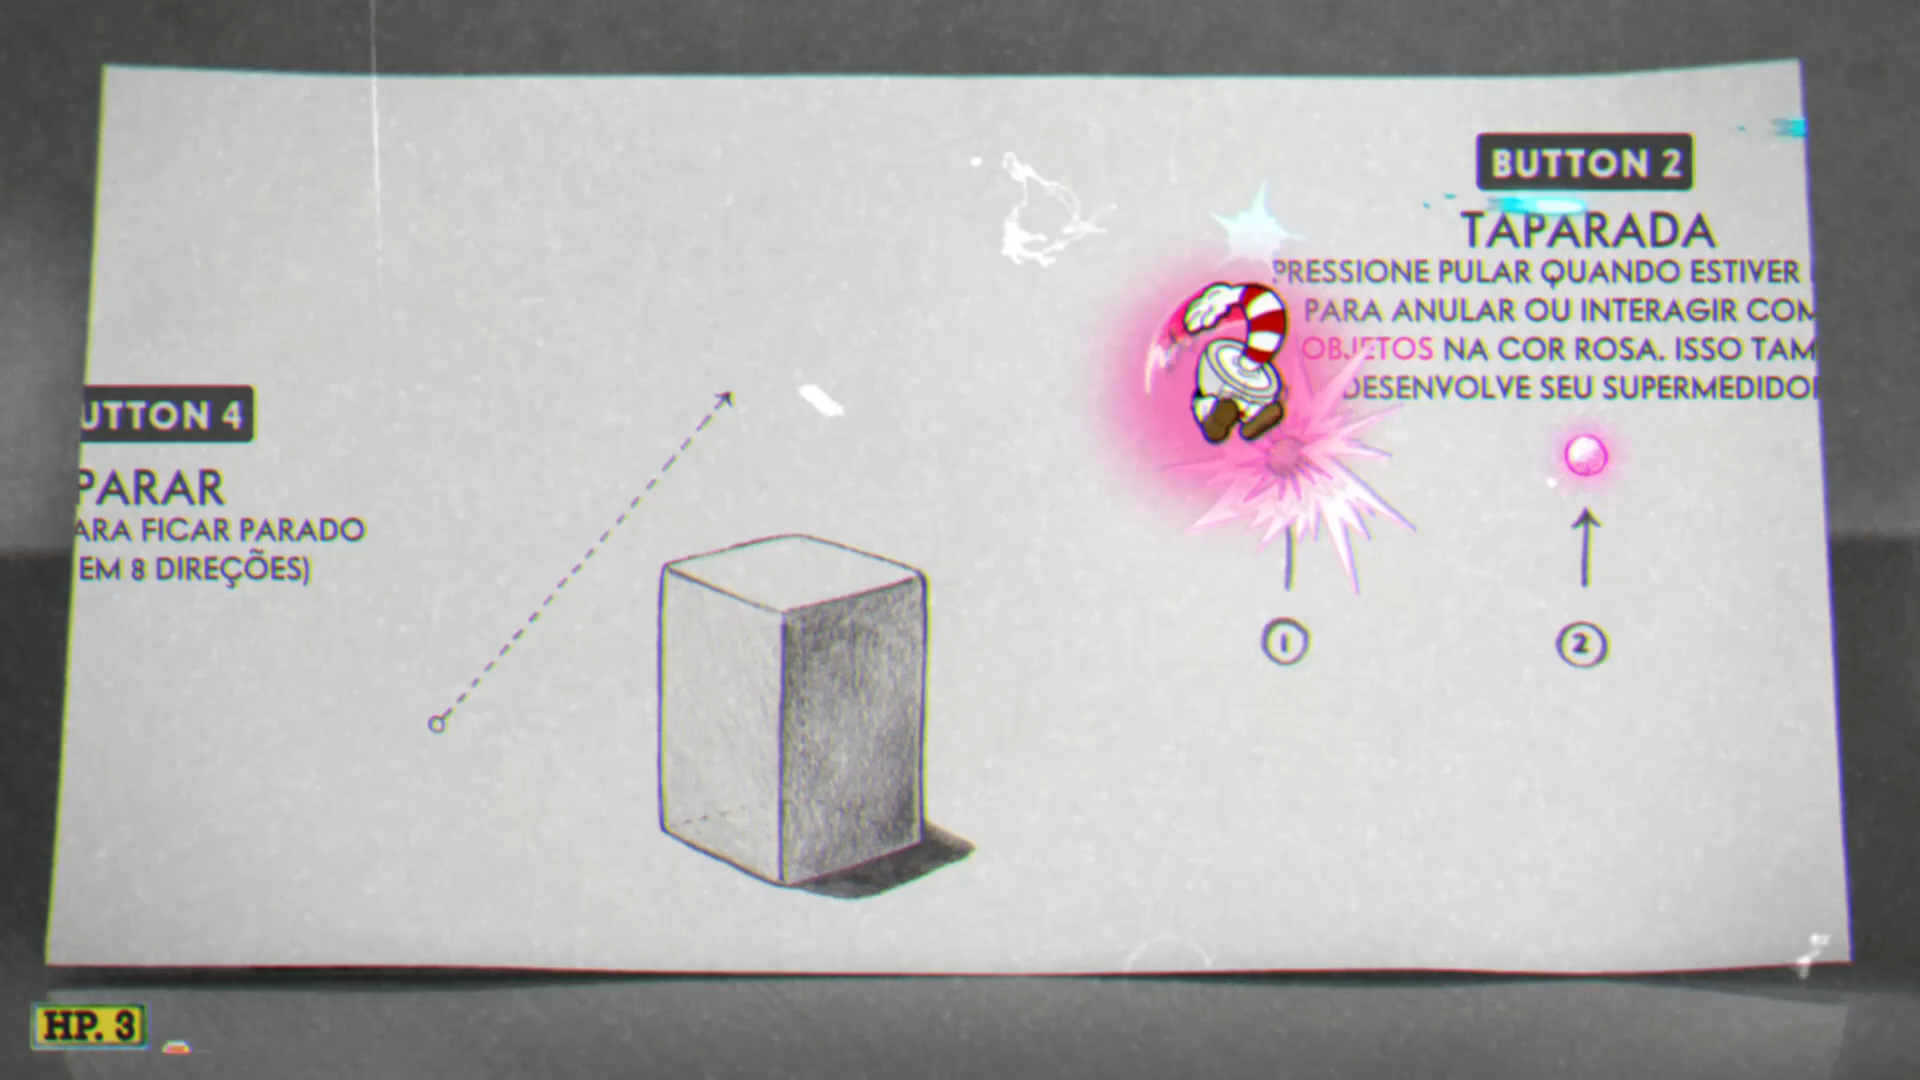 BUTTON 2
TAPARADA
PRESSIONE PULAR QUANDO ESTIVER
PARA ANULAR OU INTERAGIR COM
OBJETOS NA COR ROSA. ISSO TAM
DESENVOLVE SEU SUPERMEDIDOR
UTTON 4
PARAR
ARA FICAR PARADO
EM 8 DIREÇÕES)
1
2
HP. 3